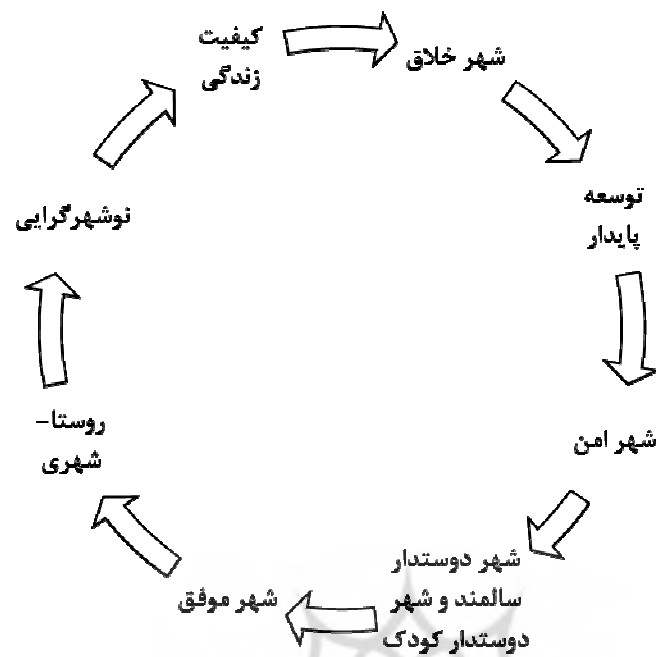 کیفیت
زندگی
شهر خلاق
توسعه
پایدار
شهر امن
شهر دوستدار
سالمند و شهر
دوستدار کودک
شهر موفق
روستا-
شهری
نوشهرگرایی